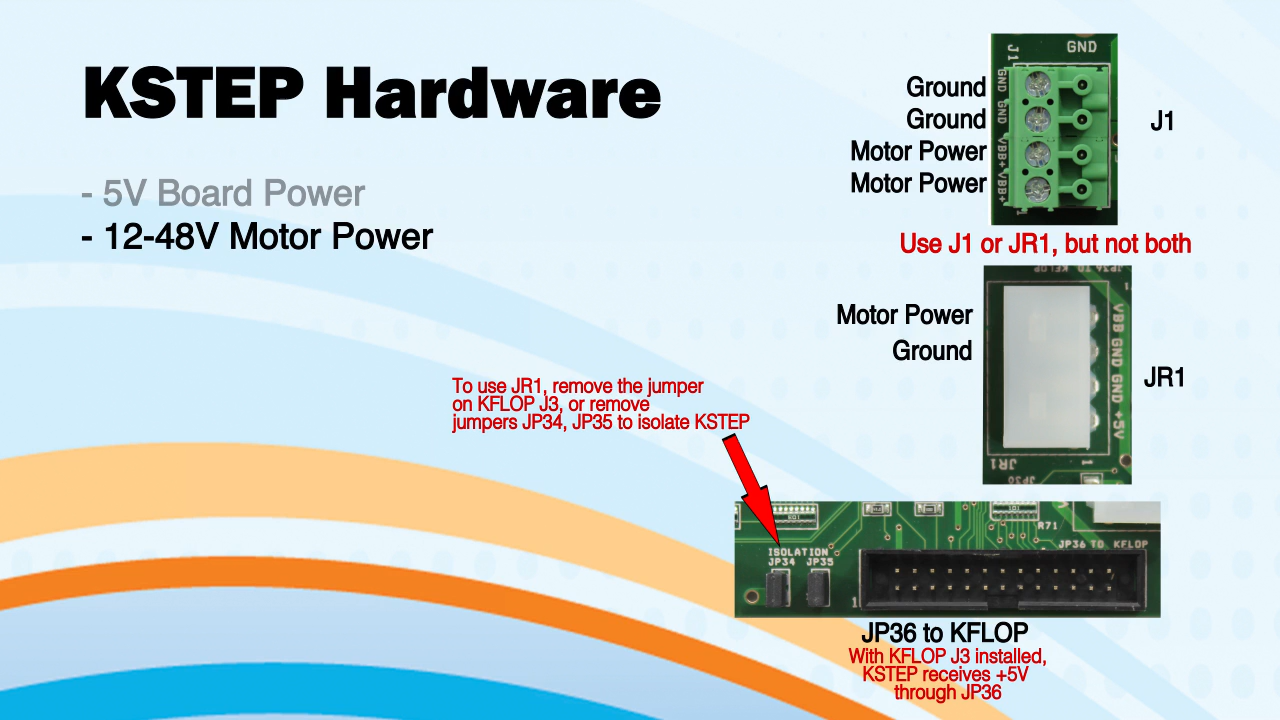 KSTEP Hardware
- 5V Board Power
- 12-48V Motor Power
J1
GND
Ground
Ground
Motor Power
Motor Power
GND
GND
VBB+
VBB+
J1
Use J1 or JR1, but not both
JP36 TO KFLOP
Motor Power
Ground
VBB GND GND +5V
JR1
JR1
To use JR1, remove the jumper
on KFLOP J3, or remove
jumpers JP34, JP35 to isolate KSTEP
R71
ISOLATION
JP34 JP35
JP36 TO KFLOP
1
JP36 to KFLOP
With KFLOP J3 installed,
KSTEP receives +5V
through JP36